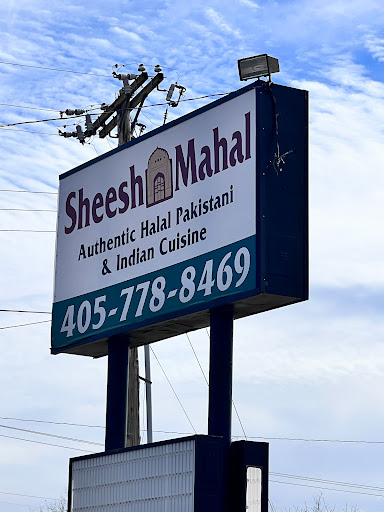 Sheesh Mahal
Authentic Halal Pakistani
& Indian Cuisine
405-778-8469